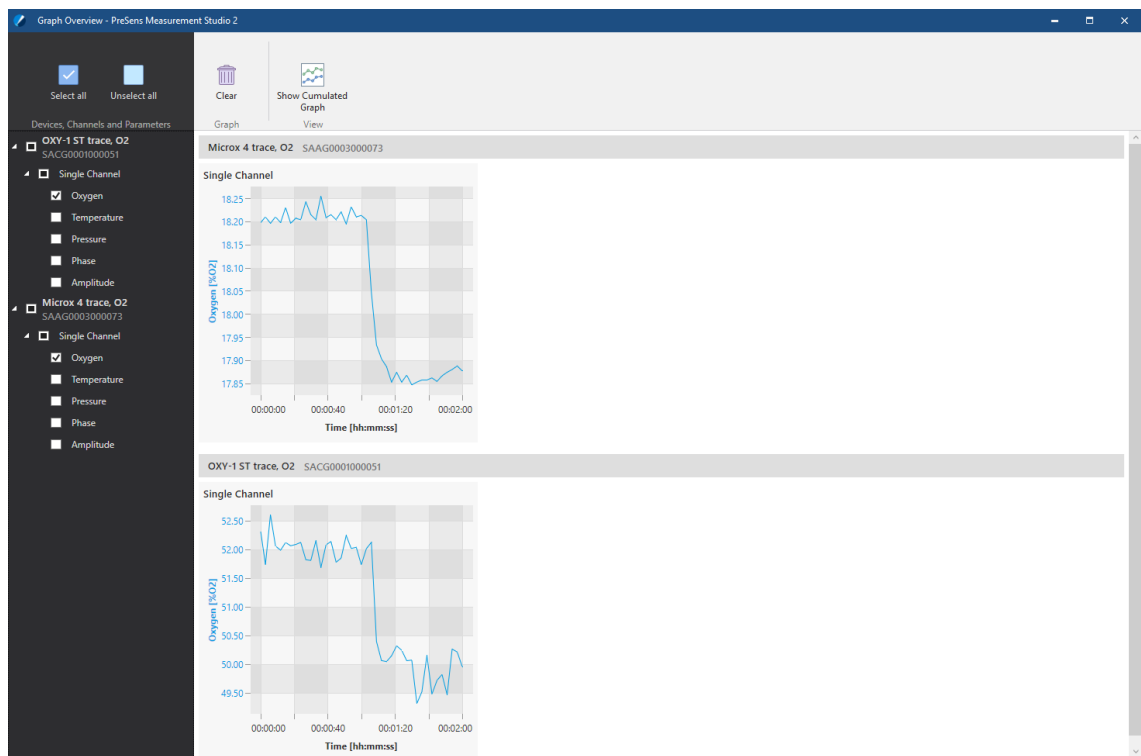 Graph Overview - PreSens Measurement Studio 2
Select all
Unselect all
Devices, Channels and Parameters
Clear
Graph
Show Cumulated
Graph
View
OXY-1 ST trace, O2
SACG0001000051
Single Channel
Oxygen
Temperature
Pressure
Phase
Amplitude
Microx 4 trace, O2
SAAG0003000073
Single Channel
Oxygen
Temperature
Pressure
Phase
Amplitude
Microx 4 trace, O2 SAAG0003000073
Single Channel
Oxygen [%O2]
18.25
18.20
18.15
18.10
18.05
18.00
17.95
17.90
17.85
00:00:00 00:00:40 00:01:20 00:02:00
Time [hh:mm:ss]
OXY-1 ST trace, O2 SACG0001000051
Single Channel
Oxygen [%O2]
52.50
52.00
51.50
51.00
50.50
50.00
49.50
00:00:00 00:00:40 00:01:20 00:02:00
Time [hh:mm:ss]